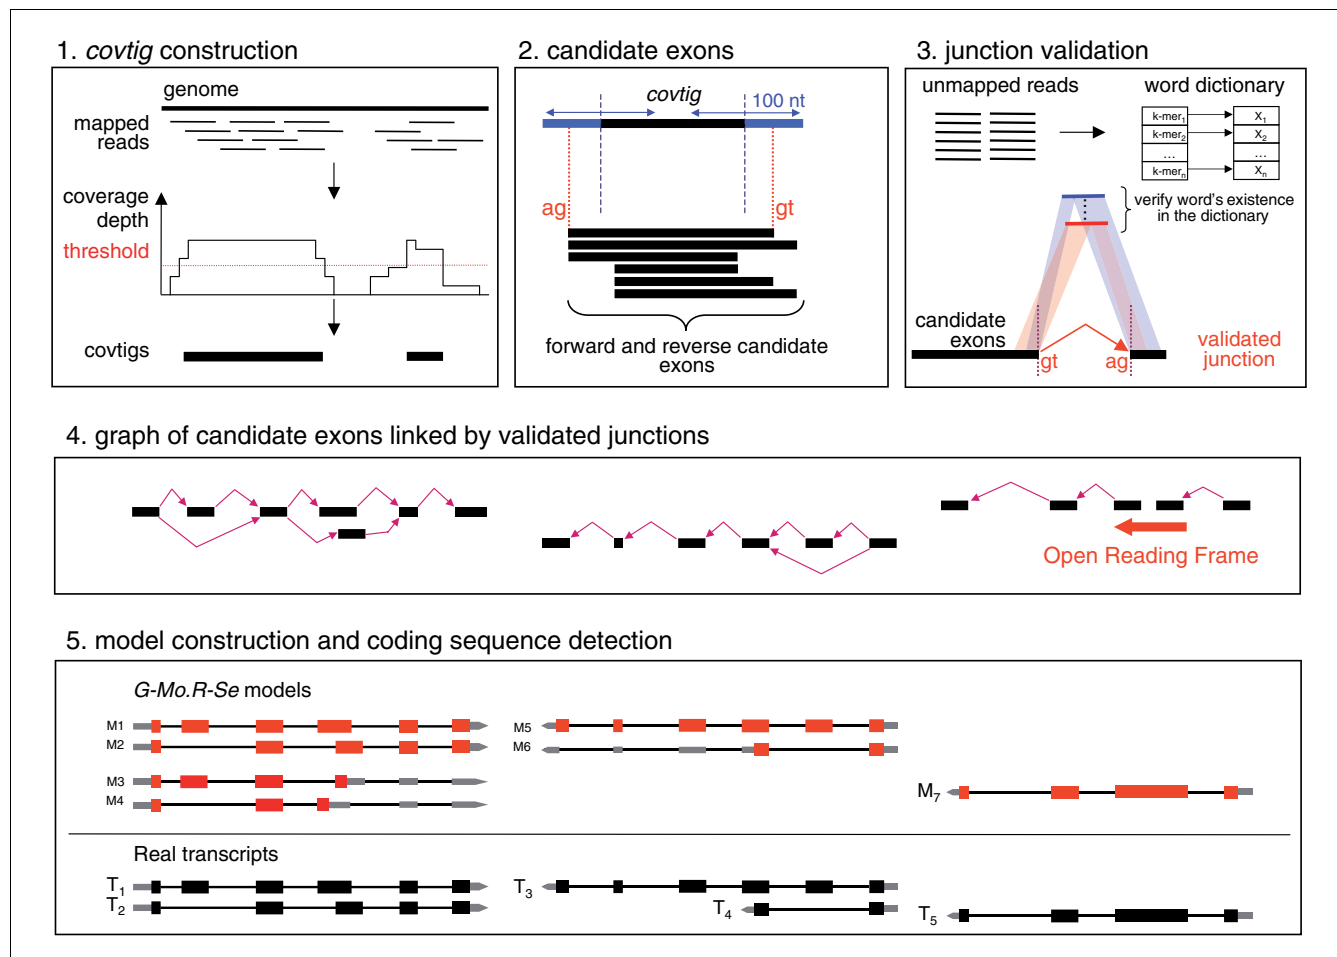 1. covtig construction
genome
mapped
reads
coverage
depth
threshold
covtigs
2. candidate exons
covtig
100 nt
ag
gt
forward and reverse candidate
exons
3. junction validation
unmapped reads
word dictionary
k-mer1
X1
k-mer2
X2
...
...
k-mern
Xn
verify word's existence
in the dictionary
candidate
exons
gt
ag
validated
junction
4. graph of candidate exons linked by validated junctions
Open Reading Frame
5. model construction and coding sequence detection
G-Mo.R-Se models
M1
M2
M3
M4
M5
M6
M7
Real transcripts
T1
T2
T3
T4
T5